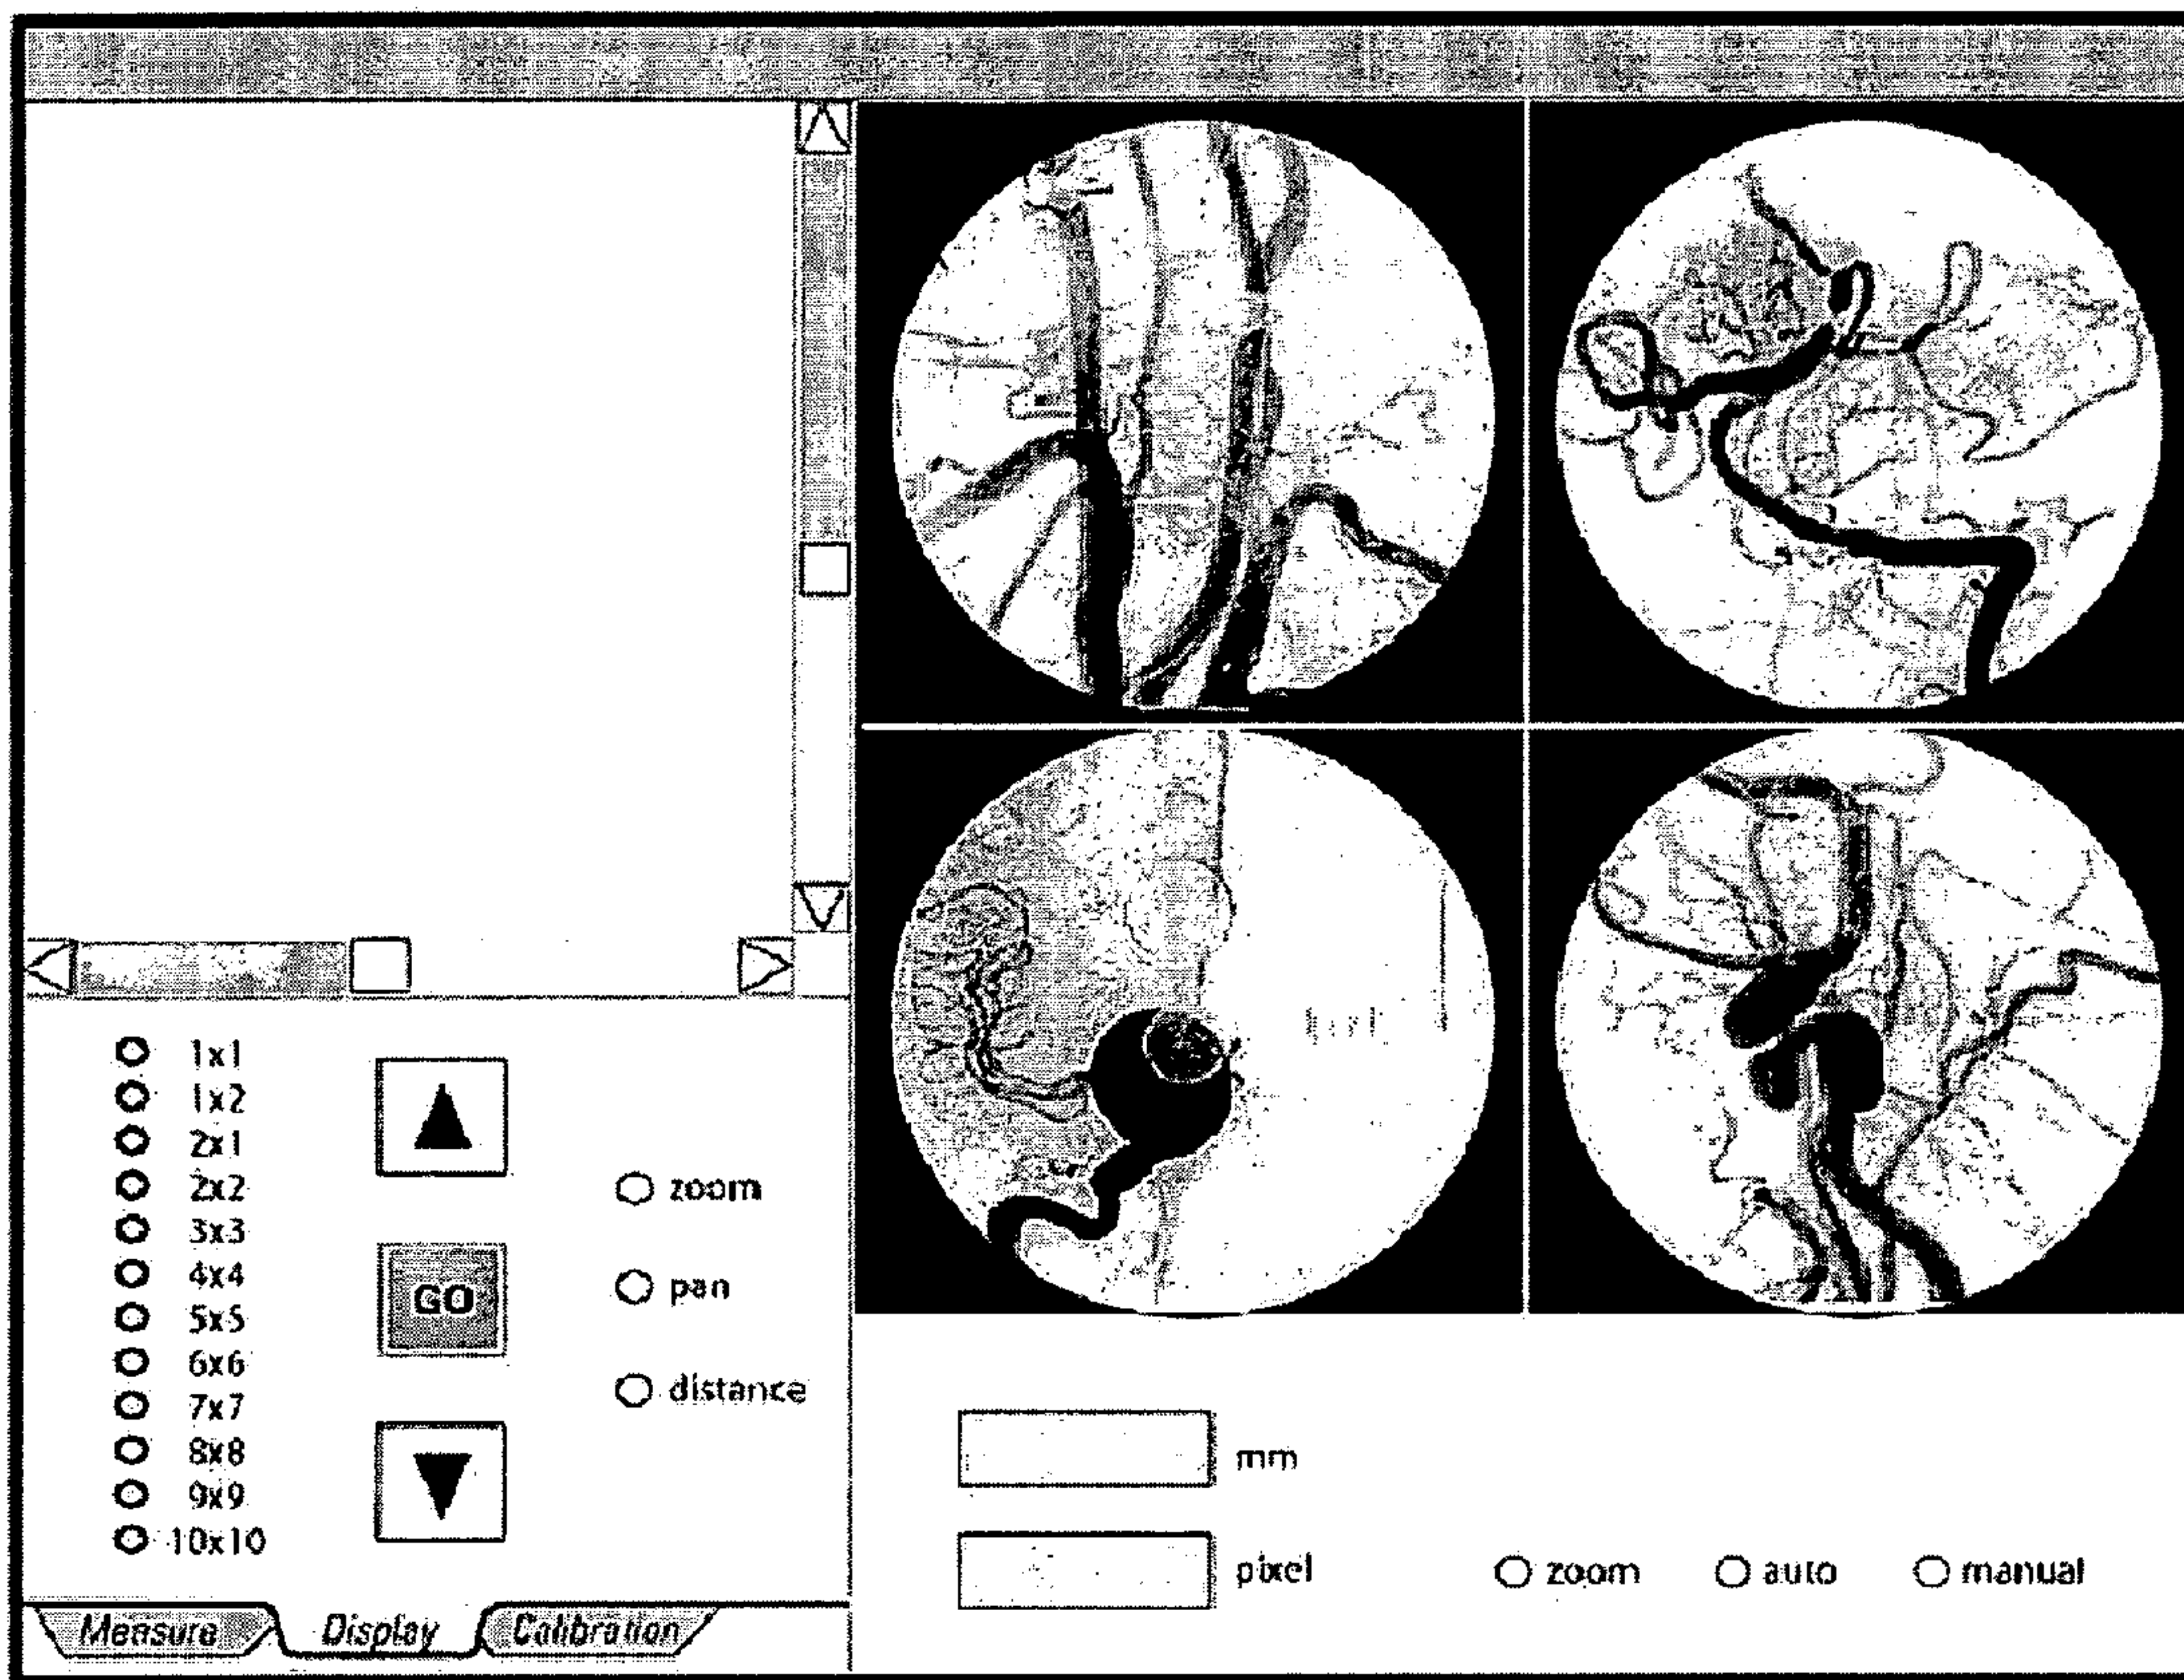 1x1
1x2
2x1
2x2
3x3
4x4
5x5
6x6
7x7
8x8
9x9
10x10
GO
zoom
pan
distance
mm
pixel
zoom auto manual
Measure Display Calibration